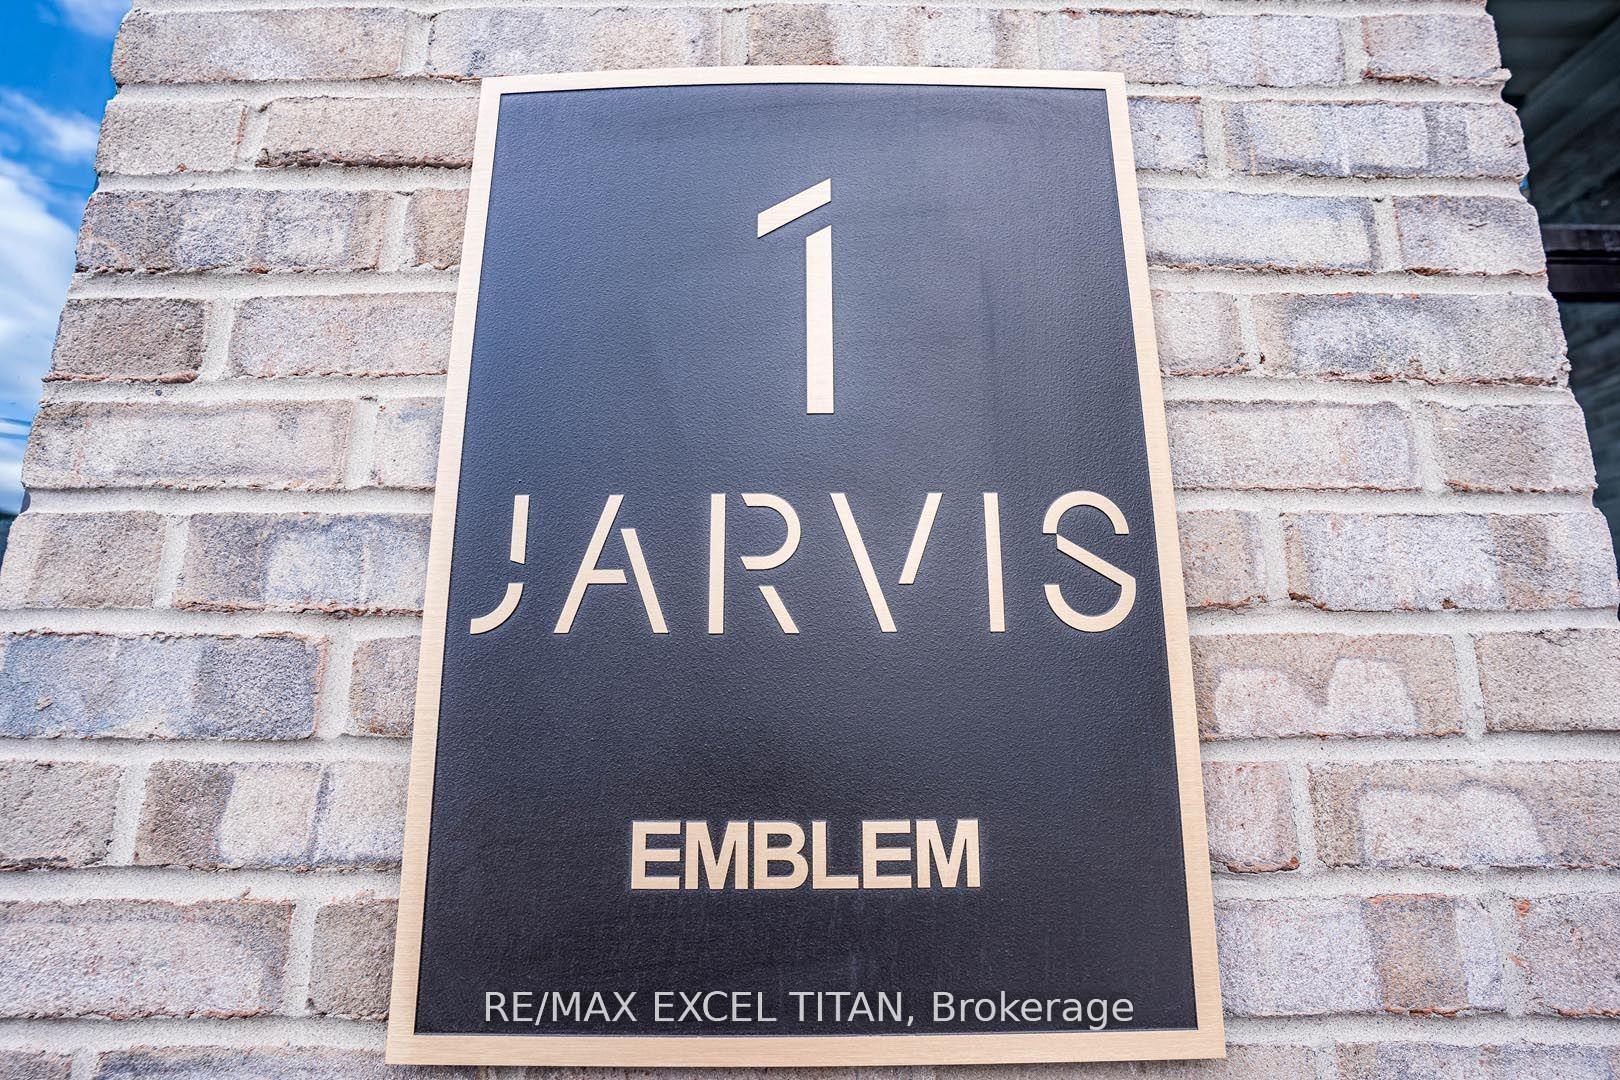 1
JARVIS
EMBLEM
RE/MAX EXCEL TITAN, Brokerage